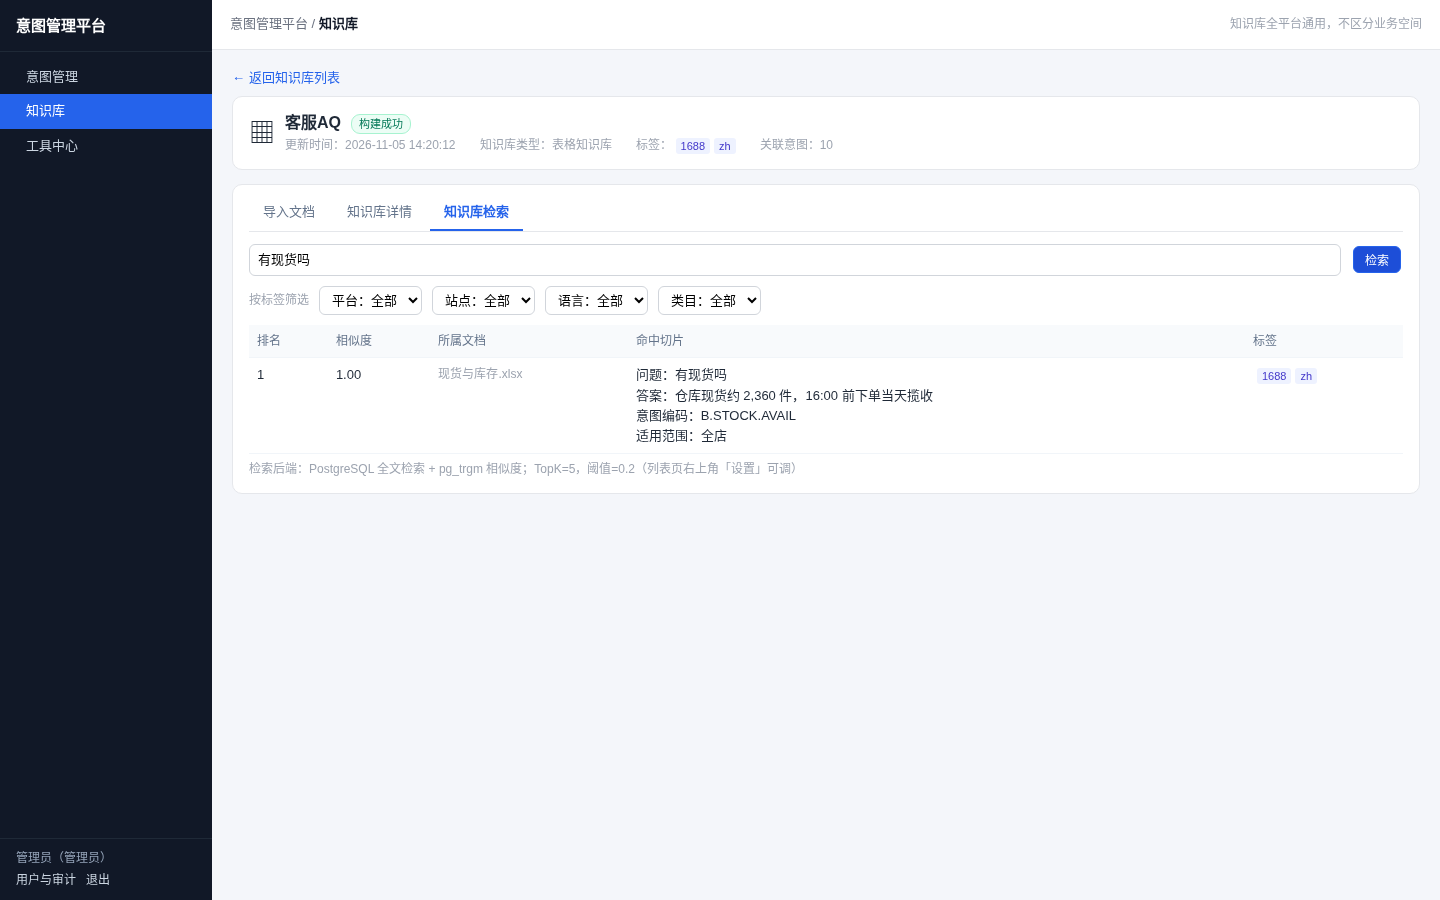 意图管理平台
意图管理
知识库
工具中心
管理员（管理员）
用户与审计 退出
意图管理平台 / 知识库
知识库全平台通用，不区分业务空间
← 返回知识库列表
客服AQ 构建成功
更新时间：2026-11-05 14:20:12 知识库类型：表格知识库 标签： 1688 zh 关联意图：10
导入文档 知识库详情 知识库检索
有现货吗 检索
按标签筛选 平台：全部 站点：全部 语言：全部 类目：全部
排名 相似度 所属文档 命中切片 标签
1 1.00 现货与库存.xlsx 问题：有现货吗 1688 zh
答案：仓库现货约 2,360 件，16:00 前下单当天揽收
意图编码：B.STOCK.AVAIL
适用范围：全店
检索后端：PostgreSQL 全文检索 + pg_trgm 相似度；TopK=5，阈值=0.2（列表页右上角「设置」可调）